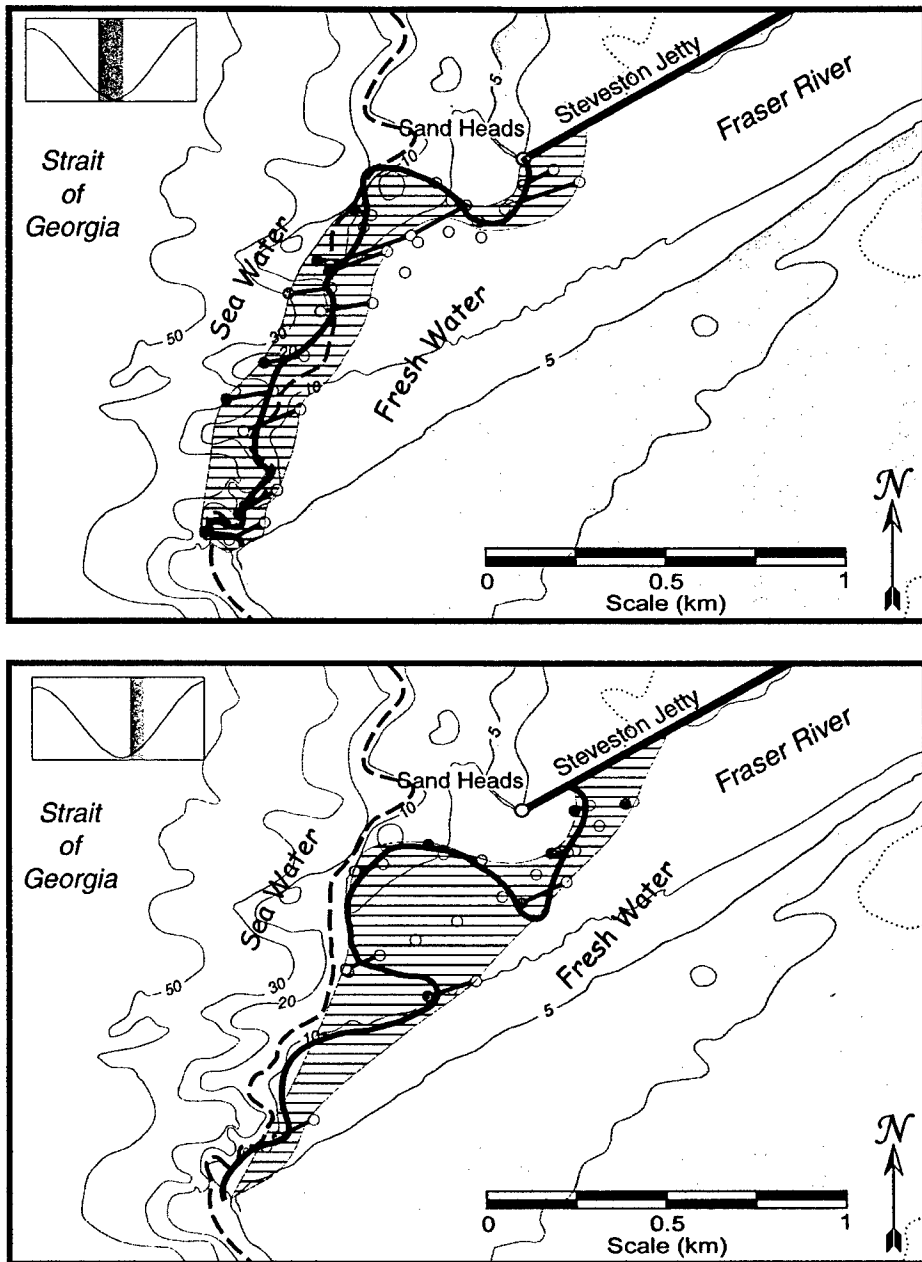 Steveston Jetty
Fraser River
Sand Heads
5
10
Strait
of
Georgia
Sea Water
Fresh Water
50
30
20
10
5
N
0
0.5
1
Scale (km)
Steveston Jetty
Fraser River
Sand Heads
5
10
Strait
of
Georgia
Sea Water
Fresh Water
50
30
20
10
5
N
0
0.5
1
Scale (km)